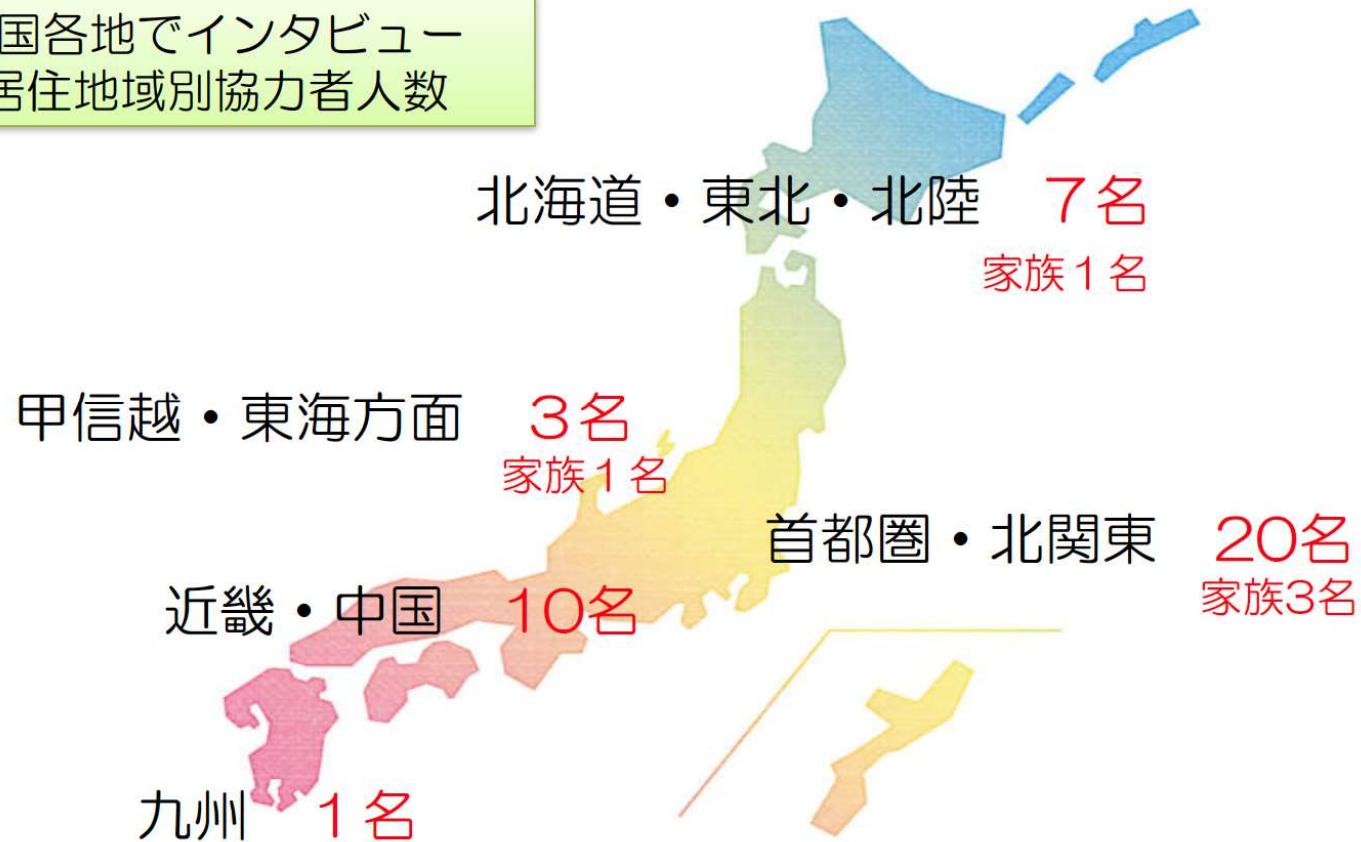 国各地でインタビュー
居住地域別協力者人数
北海道・東北・北陸　7名
家族1名
甲信越・東海方面　3名
家族1名
首都圏・北関東　20名
家族3名
近畿・中国　10名
九州　1名